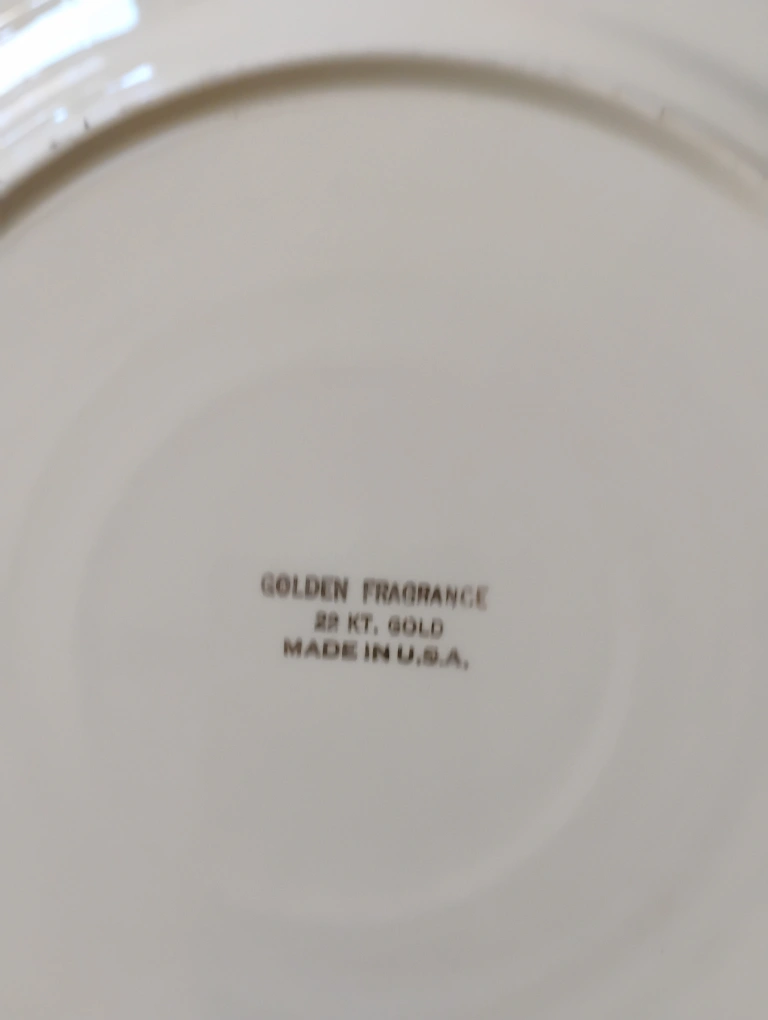 GOLDEN FRAGRANCE
22 KT. GOLD
MADE IN U.S.A.